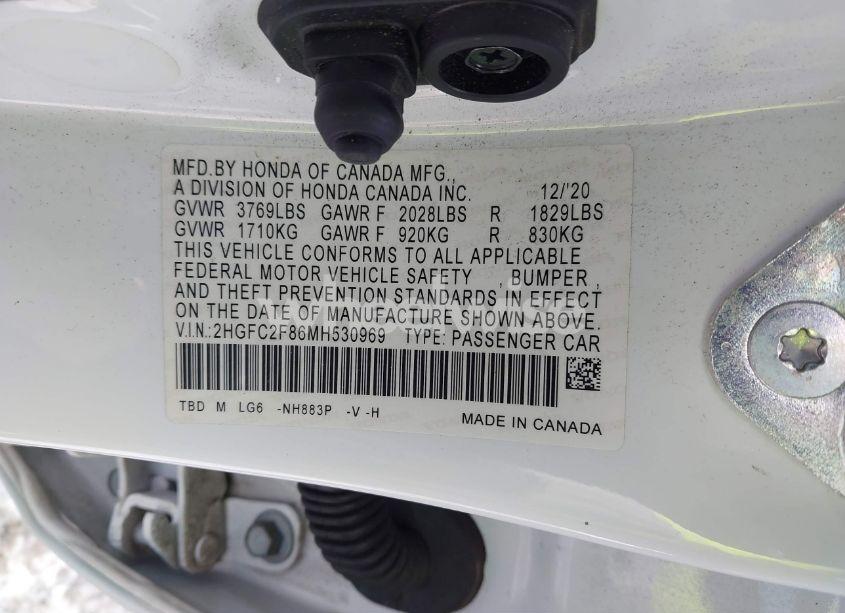 MFD.BY HONDA OF CANADA MFG.,
A DIVISION OF HONDA CANADA INC. 12/'20
GVWR 3769LBS GAWR F 2028LBS R 1829LBS
GVWR 1710KG GAWR F 920KG R 830KG
THIS VEHICLE CONFORMS TO ALL APPLICABLE
FEDERAL MOTOR VEHICLE SAFETY , BUMPER ,
AND THEFT PREVENTION STANDARDS IN EFFECT
ON THE DATE OF MANUFACTURE SHOWN ABOVE.
V.I.N.:2HGFC2F86MH530969 TYPE: PASSENGER CAR
TBD M LG6 -NH883P -V -H
MADE IN CANADA